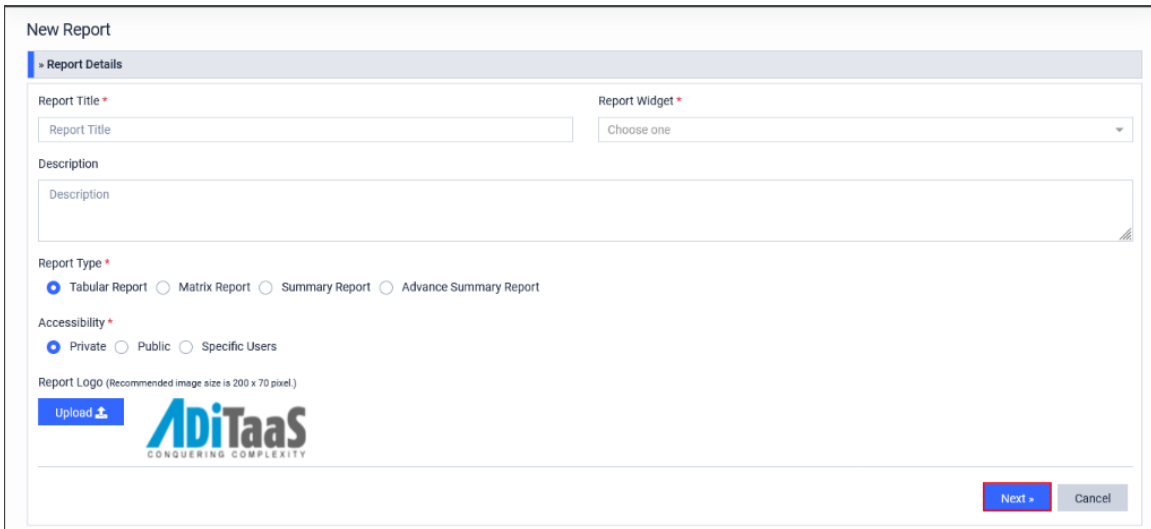 New Report
» Report Details
Report Title * Report Widget *
Report Title Choose one
Description
Description
Report Type *
Tabular Report Matrix Report Summary Report Advance Summary Report
Accessibility *
Private Public Specific Users
Report Logo (Recommended image size is 200 x 70 pixel.)
Upload ADiTaaS
CONQUERING COMPLEXITY
Next » Cancel